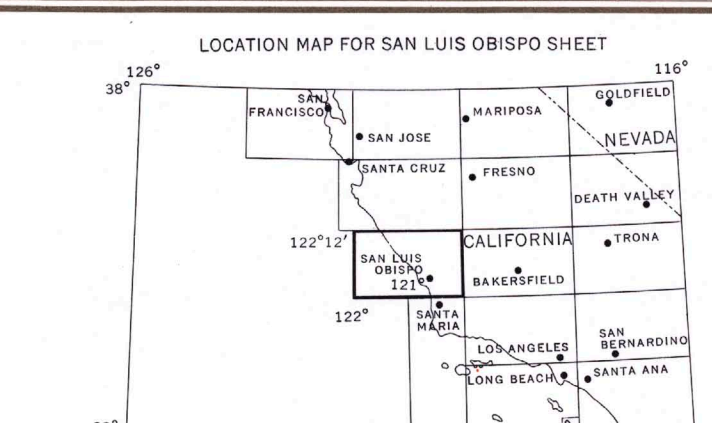 LOCATION MAP FOR SAN LUIS OBISPO SHEET
126°
116°
38°
SAN
FRANCISCO
SAN JOSE
MARIPOSA
GOLDFIELD
NEVADA
SANTA CRUZ
FRESNO
DEATH VALLEY
122°12'
SAN LUIS
OBISPO
121°
CALIFORNIA
TRONA
BAKERSFIELD
122°
SANTA
MARIA
LOS ANGELES
SAN
BERNARDINO
LONG BEACH
SANTA ANA